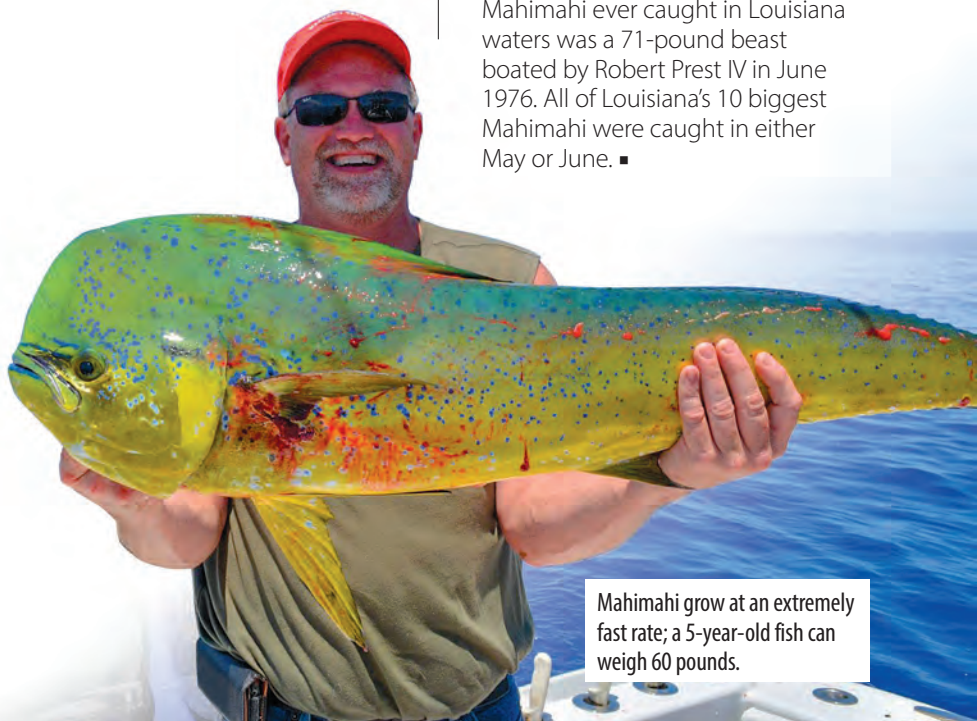 Mahimahi ever caught in Louisiana
waters was a 71-pound beast
boated by Robert Prest IV in June
1976. All of Louisiana’s 10 biggest
Mahimahi were caught in either
May or June. ▪
Mahimahi grow at an extremely
fast rate; a 5-year-old fish can
weigh 60 pounds.